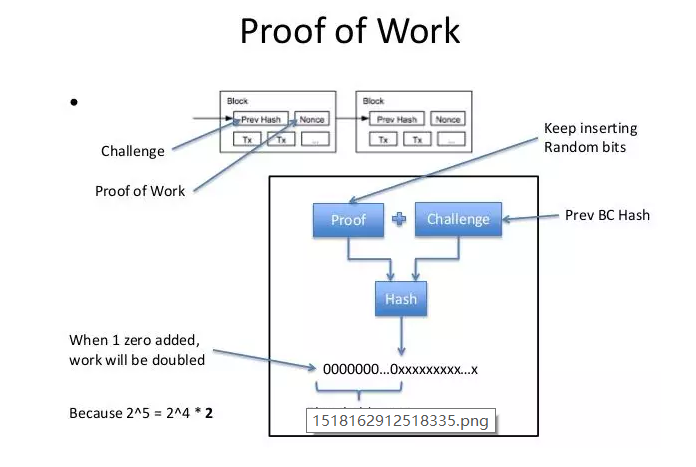 Proof of Work
Block
Prev Hash
Nonce
Tx
Tx
...
Block
Prev Hash
Nonce
Tx
Tx
...
Challenge
Proof of Work
Keep inserting
Random bits
Proof
Challenge
Prev BC Hash
Hash
When 1 zero added,
work will be doubled
0000000...0xxxxxxxxx...x
Because 2^5 = 2^4 * 2
1518162912518335.png